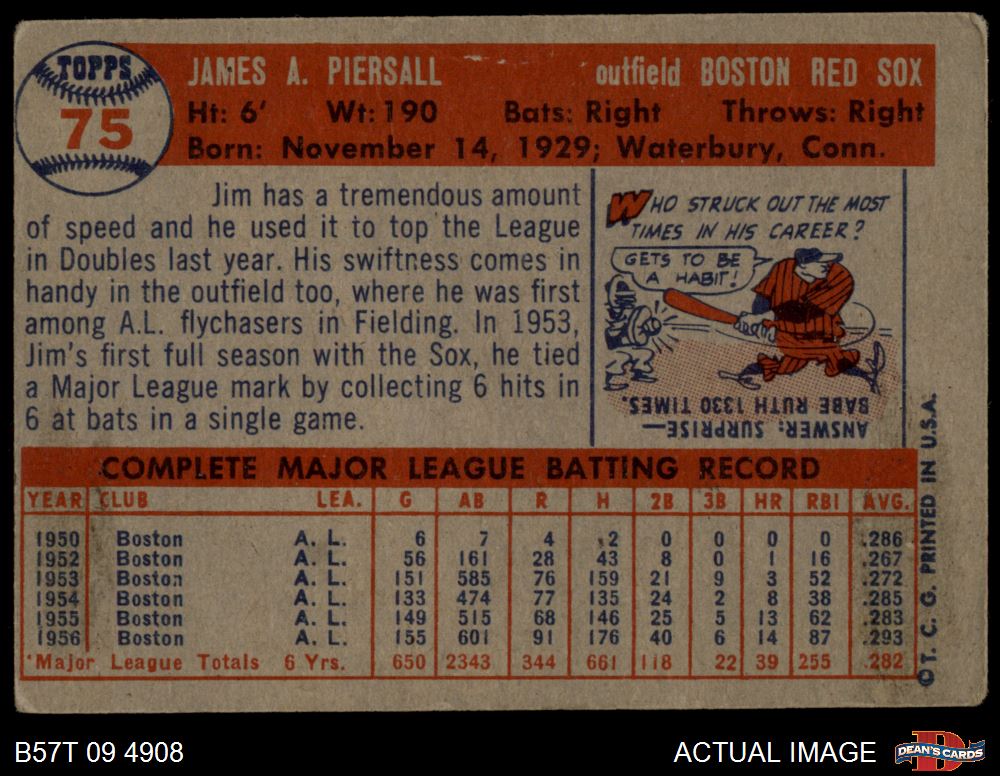 TOPPS
75
JAMES A. PIERSALL outfield BOSTON RED SOX
Ht: 6' Wt: 190 Bats: Right Throws: Right
Born: November 14, 1929; Waterbury, Conn.
Jim has a tremendous amount
of speed and he used it to top the League
in Doubles last year. His swiftness comes in
handy in the outfield too, where he was first
among A.L. flychasers in Fielding. In 1953,
Jim's first full season with the Sox, he tied
a Major League mark by collecting 6 hits in
6 at bats in a single game.
WHO STRUCK OUT THE MOST
TIMES IN HIS CAREER?
GETS TO BE
A HABIT!
ANSWER: SURPRISE—
BABE RUTH 1330 TIMES.
COMPLETE MAJOR LEAGUE BATTING RECORD
YEAR CLUB LEA. G AB R H 2B 3B HR RBI AVG.
1950 Boston A. L. 6 7 4 2 0 0 0 0 .286
1952 Boston A. L. 56 161 28 43 8 0 1 16 .267
1953 Boston A. L. 151 585 76 159 21 9 3 52 .272
1954 Boston A. L. 133 474 77 135 24 2 8 38 .285
1955 Boston A. L. 149 515 68 146 25 5 13 62 .283
1956 Boston A. L. 155 601 91 176 40 6 14 87 .293
*Major League Totals 6 Yrs. 650 2343 344 661 118 22 39 255 .282
©T. C. G. PRINTED IN U.S.A.
B57T 09 4908 ACTUAL IMAGE DEAN'S CARDS